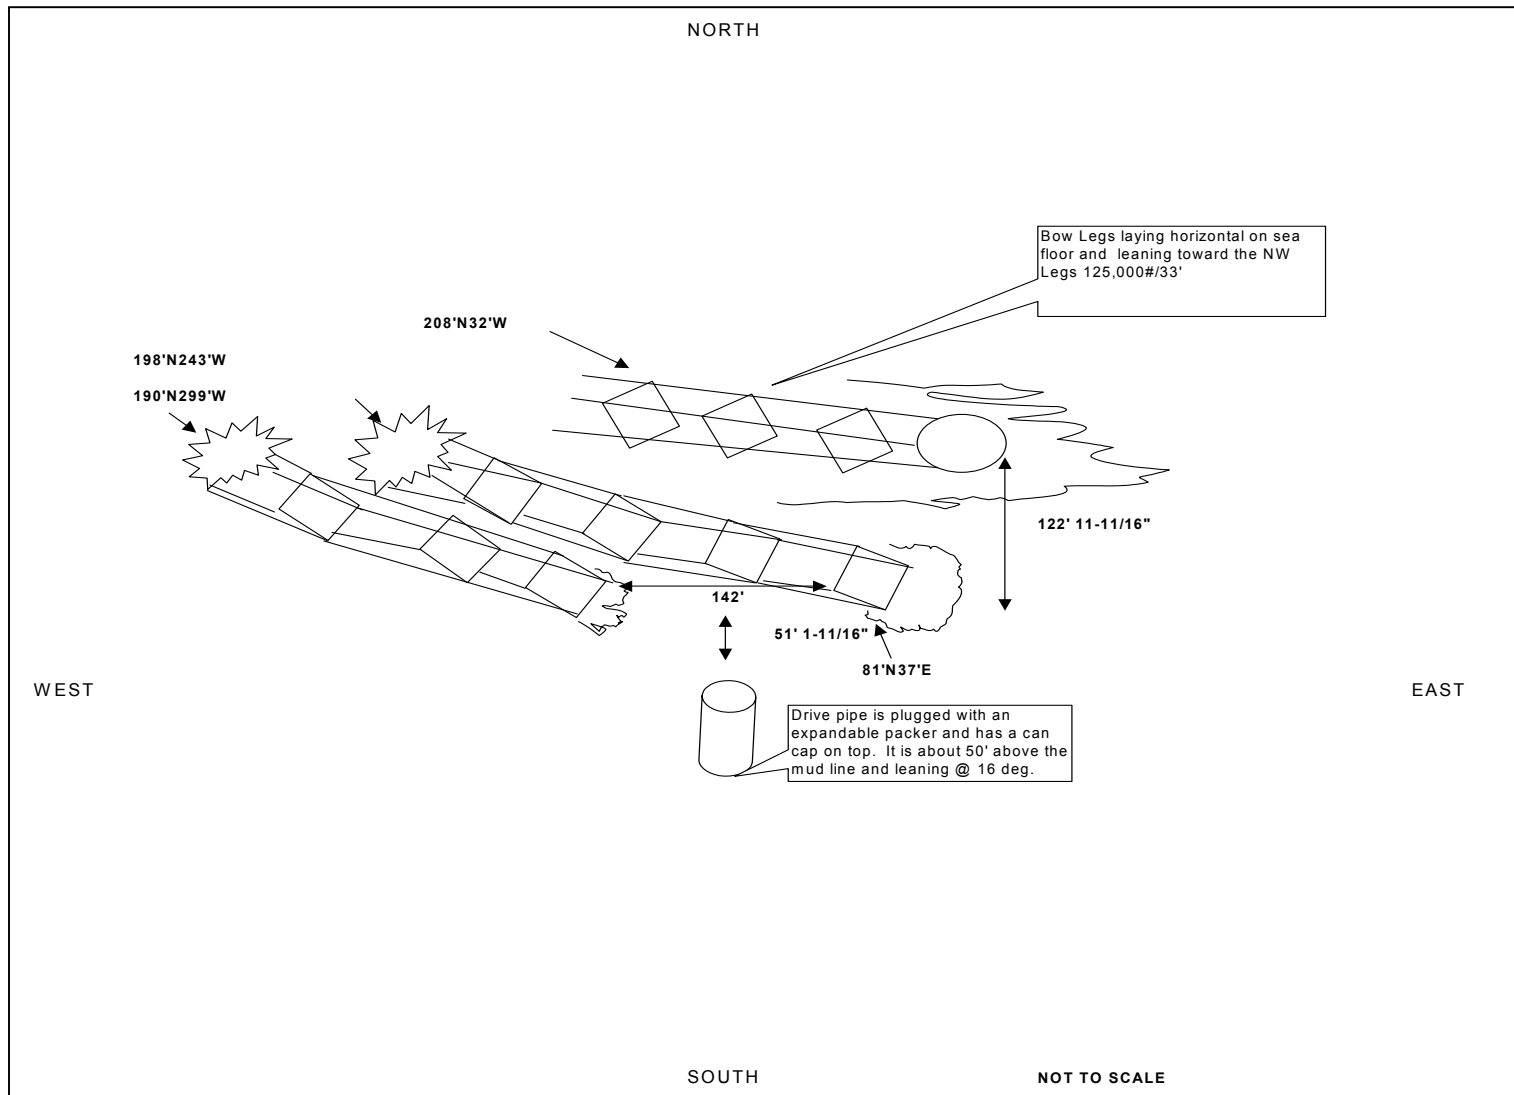 NORTH
Bow Legs laying horizontal on sea
floor and leaning toward the NW
Legs 125,000#/33'
208'N32'W
198'N243'W
190'N299'W
122' 11-11/16"
142'
51' 1-11/16"
81'N37'E
WEST
EAST
Drive pipe is plugged with an
expandable packer and has a can
cap on top. It is about 50' above the
mud line and leaning @ 16 deg.
SOUTH
NOT TO SCALE